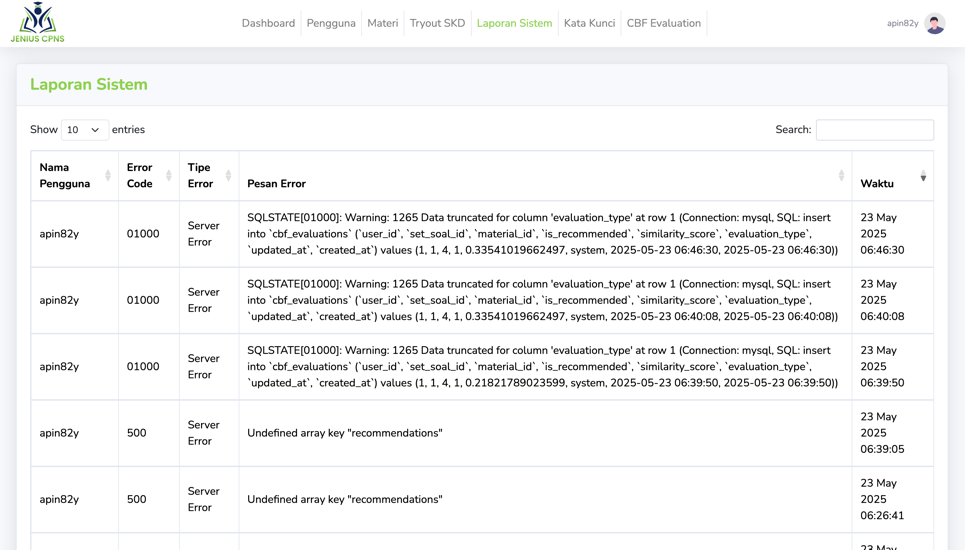 JENIUS CPNS
Dashboard Pengguna Materi Tryout SKD Laporan Sistem Kata Kunci CBF Evaluation
apin82y
Laporan Sistem
Show 10 entries
Search:
Nama
Pengguna
Error
Code
Tipe
Error
Pesan Error
Waktu
apin82y
01000
Server
Error
SQLSTATE[01000]: Warning: 1265 Data truncated for column 'evaluation_type' at row 1 (Connection: mysql, SQL: insert
into `cbf_evaluations` (`user_id`, `set_soal_id`, `material_id`, `is_recommended`, `similarity_score`, `evaluation_type`,
`updated_at`, `created_at`) values (1, 1, 4, 1, 0.33541019662497, system, 2025-05-23 06:46:30, 2025-05-23 06:46:30))
23 May
2025
06:46:30
apin82y
01000
Server
Error
SQLSTATE[01000]: Warning: 1265 Data truncated for column 'evaluation_type' at row 1 (Connection: mysql, SQL: insert
into `cbf_evaluations` (`user_id`, `set_soal_id`, `material_id`, `is_recommended`, `similarity_score`, `evaluation_type`,
`updated_at`, `created_at`) values (1, 1, 4, 1, 0.33541019662497, system, 2025-05-23 06:40:08, 2025-05-23 06:40:08))
23 May
2025
06:40:08
apin82y
01000
Server
Error
SQLSTATE[01000]: Warning: 1265 Data truncated for column 'evaluation_type' at row 1 (Connection: mysql, SQL: insert
into `cbf_evaluations` (`user_id`, `set_soal_id`, `material_id`, `is_recommended`, `similarity_score`, `evaluation_type`,
`updated_at`, `created_at`) values (1, 1, 4, 1, 0.21821789023599, system, 2025-05-23 06:39:50, 2025-05-23 06:39:50))
23 May
2025
06:39:50
apin82y
500
Server
Error
Undefined array key "recommendations"
23 May
2025
06:39:05
apin82y
500
Server
Error
Undefined array key "recommendations"
23 May
2025
06:26:41
23 May